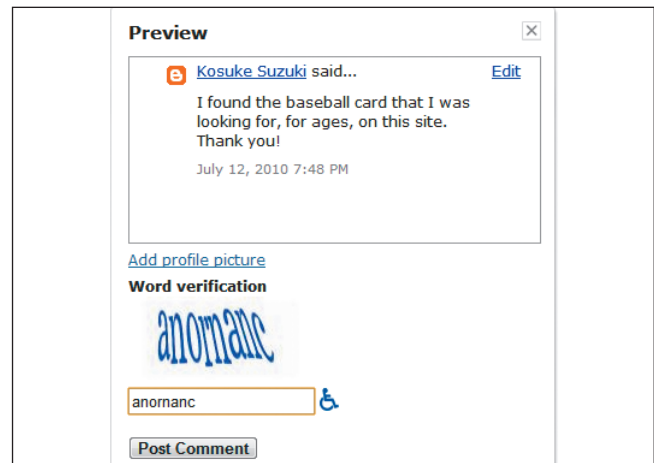 Preview
Kosuke Suzuki said... Edit
I found the baseball card that I was
looking for, for ages, on this site.
Thank you!
July 12, 2010 7:48 PM
Add profile picture
Word verification
anornanc
anornanc
Post Comment